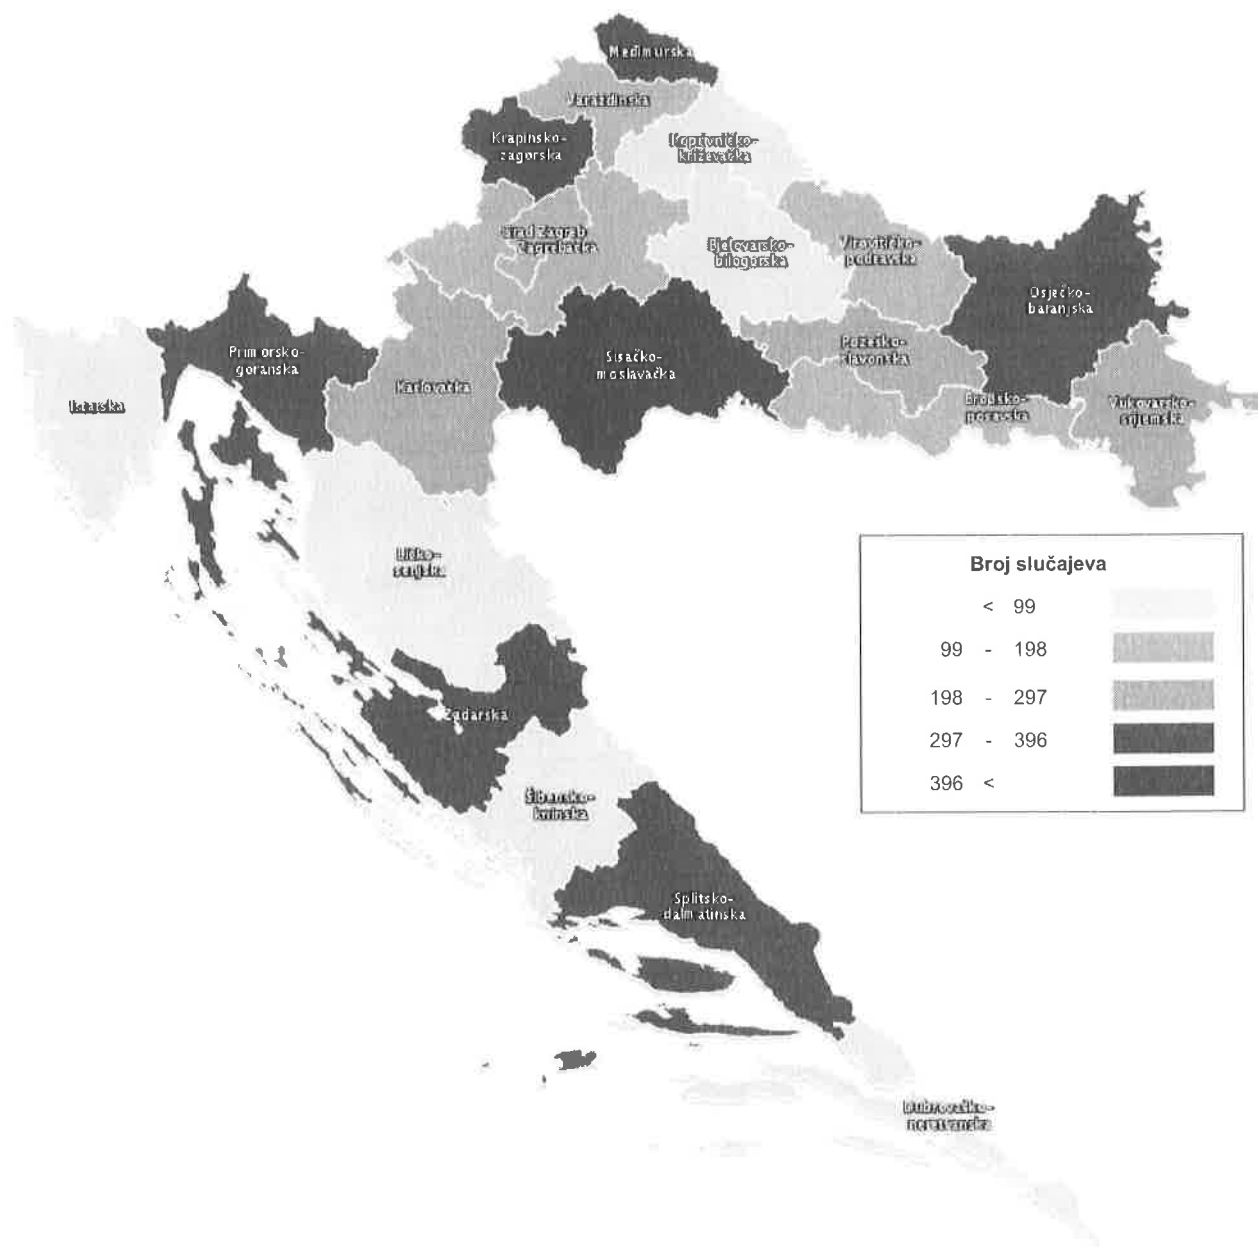 Međimurska
Varaždinska
Krapinsko-
zagorska
Koprivničko-
križevačka
Grad Zagreb
Zagrebačka
Bjelovarsko-
bilogorska
Virovitičko-
podravska
Osječko-
baranjska
Primorsko-
goranska
Sisačko-
moslavačka
Požeško-
slavonska
Istarska
Karlovačka
Brodsko-
posavska
Vukovarsko-
srijemska
Ličko-
senjska
Broj slučajeva
< 99
99 - 198
198 - 297
297 - 396
396 <
Zadarska
Šibensko-
kninska
Splitsko-
dalmatinska
Dubrovačko-
neretvanska